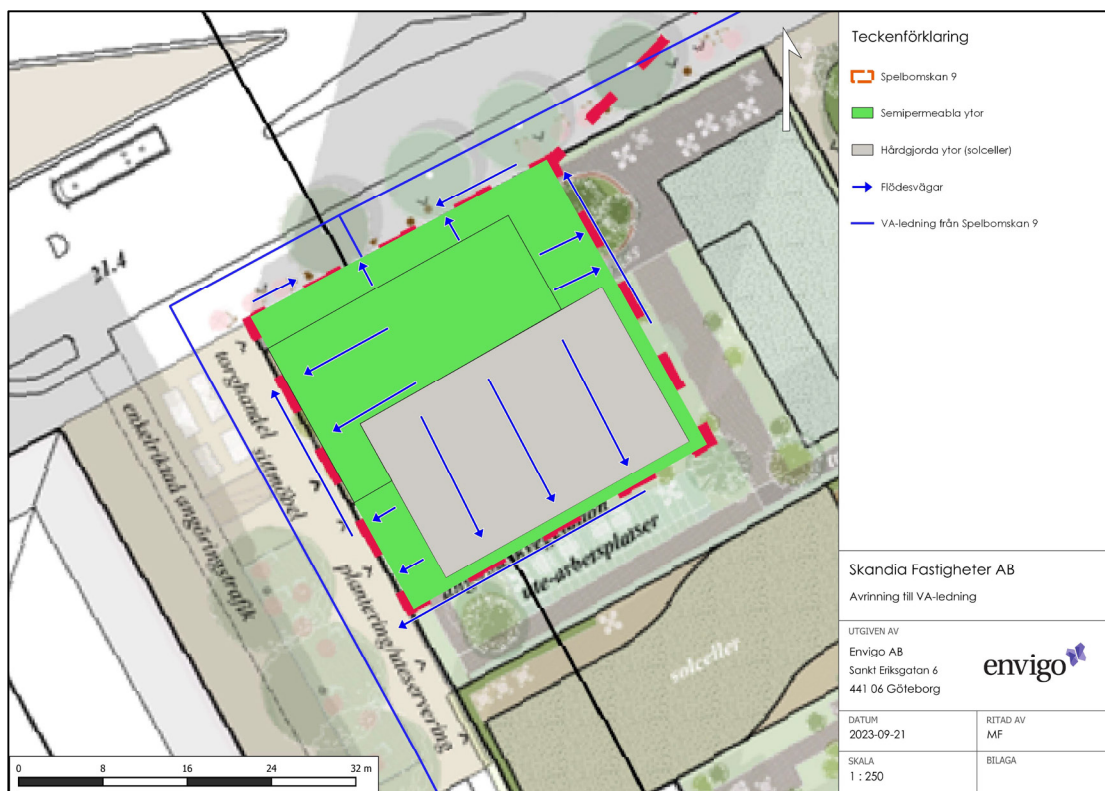 D
21.4
torghandel sittmöbel
enkelriktad angöringstrafik
plantering/uteservering
ute-arbersplatser
solceller
0 8 16 24 32 m
Teckenförklaring
Spelbomskan 9
Semipermeabla ytor
Hårdgjorda ytor (solceller)
Flödesvägar
VA-ledning från Spelbomskan 9
Skandia Fastigheter AB
Avrinning till VA-ledning
UTGIVEN AV
Envigo AB
Sankt Eriksgatan 6
441 06 Göteborg
envigo
DATUM
2023-09-21
RITAD AV
MF
SKALA
1 : 250
BILAGA